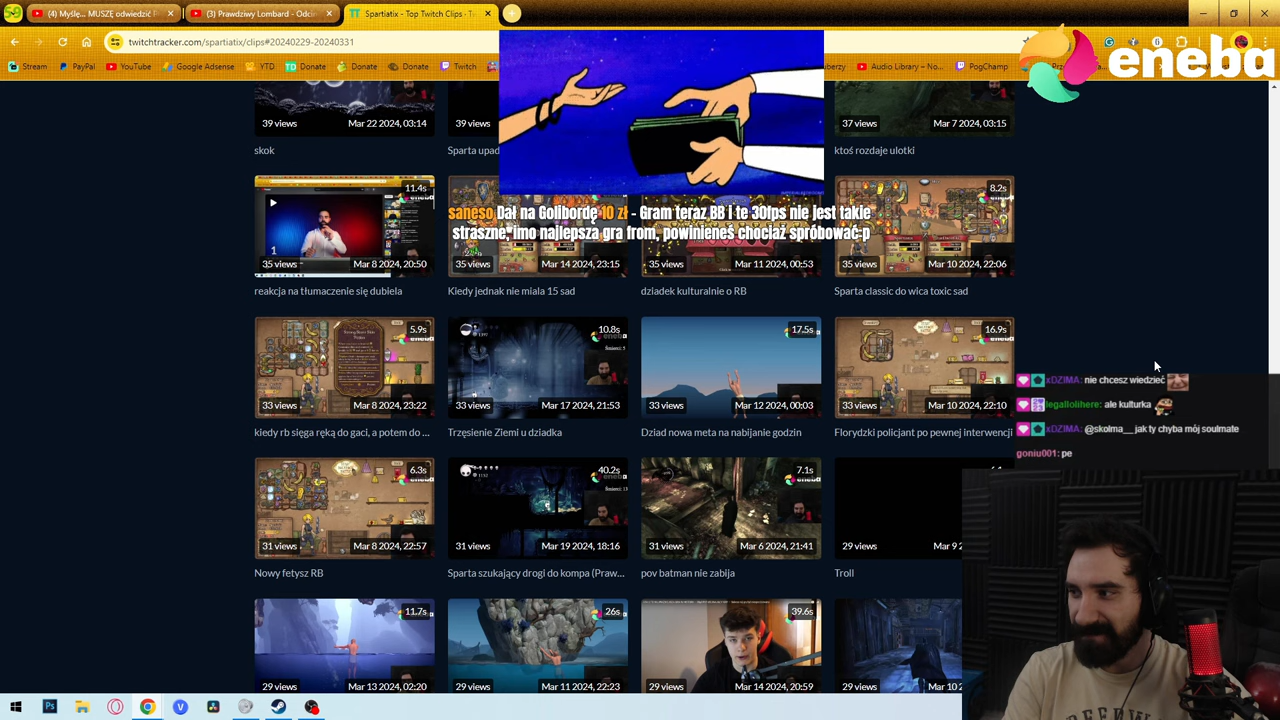 (4) Myślę... MUSZĘ odwiedzić
(3) Prawdziwy Lombard - Odci
Spartiatix - Top Twitch Clips - T
twitchtracker.com/spartiatix/clips#20240229-20240331
Stream
PayPal
YouTube
Google Adsense
YTD
Donate
Donate
Donate
Twitch
Audio Library – No...
PogChamp
eneba
39 views
Mar 22 2024, 03:14
39 views
37 views
Mar 7 2024, 03:15
skok
Sparta upad
ktoś rozdaje ulotki
saneso Dał na Golibordę 10 zł - Gram teraz BB i te 30fps nie jest takie
straszne, imo najlepsza gra from, powinieneś chociaż spróbować-p
11.4s
8.2s
35 views
Mar 8 2024, 20:50
35 views
Mar 14 2024, 23:15
35 views
Mar 11 2024, 00:53
35 views
Mar 10 2024, 22:06
reakcja na tłumaczenie się dubiela
Kiedy jednak nie miala 15 sad
dziadek kulturalnie o RB
Sparta classic do wica toxic sad
5.9s
10.8s
17.5s
16.9s
33 views
Mar 8 2024, 23:22
33 views
Mar 17 2024, 21:53
33 views
Mar 12 2024, 00:03
33 views
Mar 10 2024, 22:10
kiedy rb sięga ręką do gaci, a potem do ...
Trzęsienie Ziemi u dziadka
Dziad nowa meta na nabijanie godzin
Florydzki policjant po pewnej interwencji
xDZIMA: nie chcesz wiedzieć
legallolihere: ale kulturka
xDZIMA: @skolma__ jak ty chyba mój soulmate
goniu001: pe
6.3s
40.2s
7.1s
31 views
Mar 8 2024, 22:57
31 views
Mar 19 2024, 18:16
31 views
Mar 6 2024, 21:41
29 views
Mar 9 2
Nowy fetysz RB
Sparta szukający drogi do kompa (Praw...
pov batman nie zabija
Troll
11.7s
26s
39.6s
29 views
Mar 13 2024, 02:20
29 views
Mar 11 2024, 22:23
29 views
Mar 14 2024, 20:59
29 views
Mar 10 2